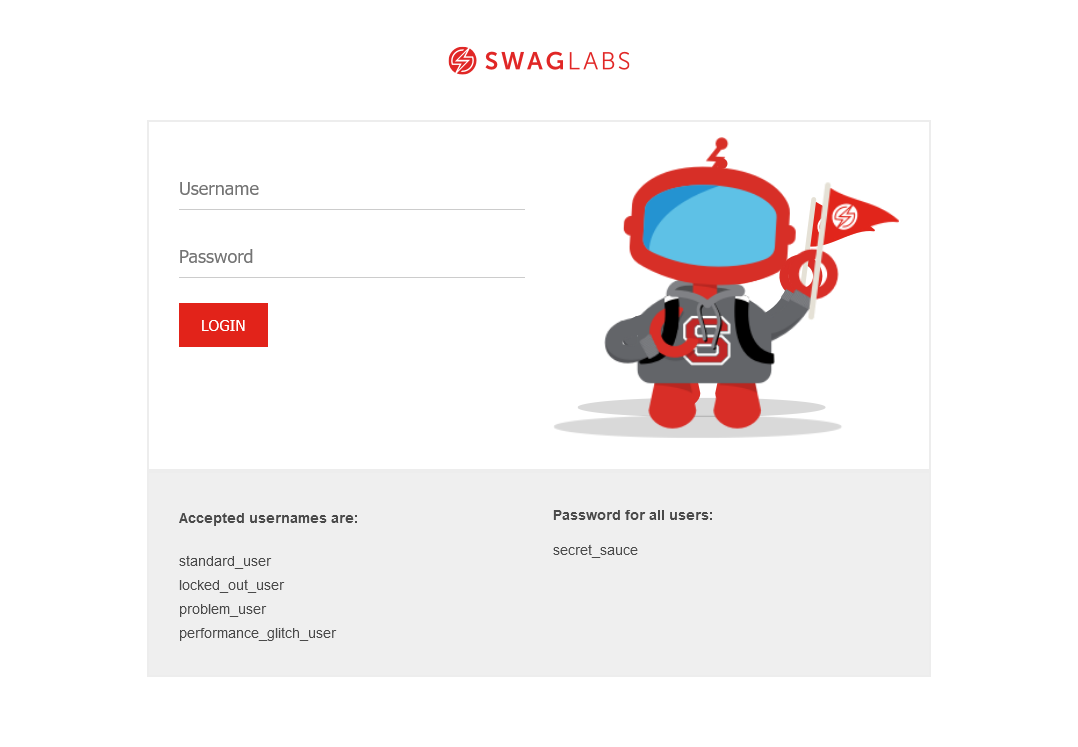 SWAGLABS
Username
Password
LOGIN
S
Accepted usernames are:
standard_user
locked_out_user
problem_user
performance_glitch_user
Password for all users:
secret_sauce